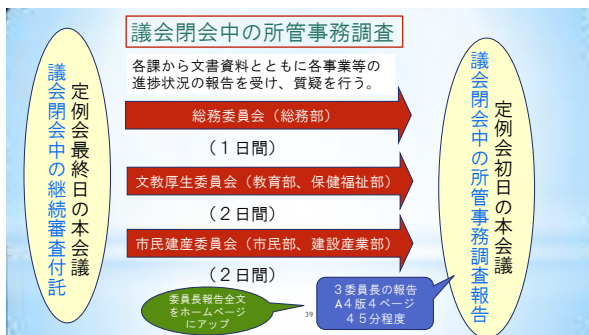 議会閉会中の所管事務調査
各課から文書資料とともに各事業等の
進捗状況の報告を受け、質疑を行う。
定例会最終日の本会議
議会閉会中の継続審査付託
総務委員会（総務部）
（１日間）
文教厚生委員会（教育部、保健福祉部）
（２日間）
市民建産委員会（市民部、建設産業部）
（２日間）
定例会初日の本会議
議会閉会中の所管事務調査報告
委員長報告全文
をホームページ
にアップ
39
３委員長の報告
A４版４ページ
４５分程度